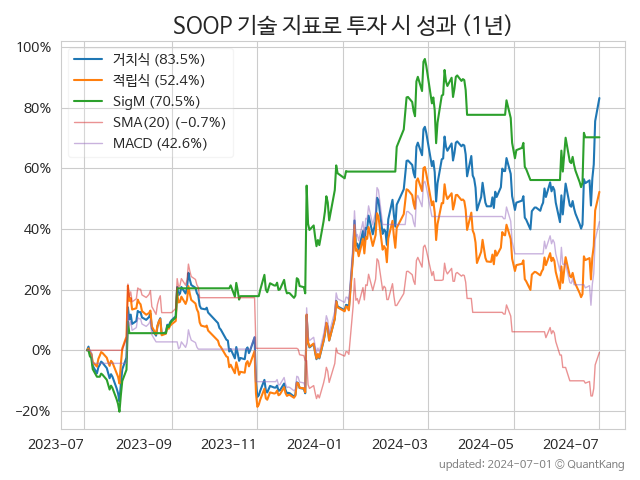 SOOP 기술 지표로 투자 시 성과 (1년)
100%
80%
60%
40%
20%
0%
−20%
거치식 (83.5%)
적립식 (52.4%)
SigM (70.5%)
SMA(20) (−0.7%)
MACD (42.6%)
2023-07
2023-09
2023-11
2024-01
2024-03
2024-05
2024-07
updated: 2024-07-01 © QuantKang